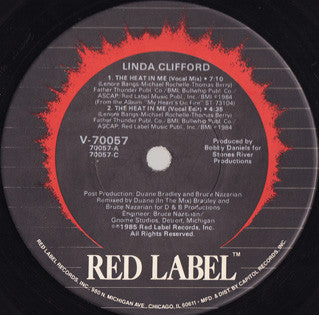 LINDA CLIFFORD
1. THE HEAT IN ME (Vocal Mix) • 7:10
(Lenore Bangs-Michael Rochelle-Thomas Berry)
Father Thunder Publ. Co./BMI, Bullwhip Publ. Co./
ASCAP, Red Label Music Publ., Inc./BMI ℗1984
(From the Album "My Heart's On Fire" ST 73104)
2. THE HEAT IN ME (Vocal Edit) • 4:35
(Lenore Bangs-Michael Rochelle-Thomas Berry)
Father Thunder Publ. Co./BMI, Bullwhip Publ. Co./
ASCAP, Red Label Music Publ., Inc./BMI ℗1984
V-70057
70057-A
70057-C
Produced by
Bobby Daniels for
Stones River
Productions
Post Production: Duane Bradley and Bruce Nazarian
Remixed by Duane (In The Mix) Bradley and
Bruce Nazarian for D & B Productions
Engineer: Bruce Nazarian/
Gnome Studios, Detroit, Michigan
℗©1985 Red Label Records, Inc.
All Rights Reserved.
RED LABEL™
RED LABEL RECORDS, INC., 980 N. MICHIGAN AVE., CHICAGO, IL 60611 • MFG. & DIST. BY CAPITOL RECORDS, INC.